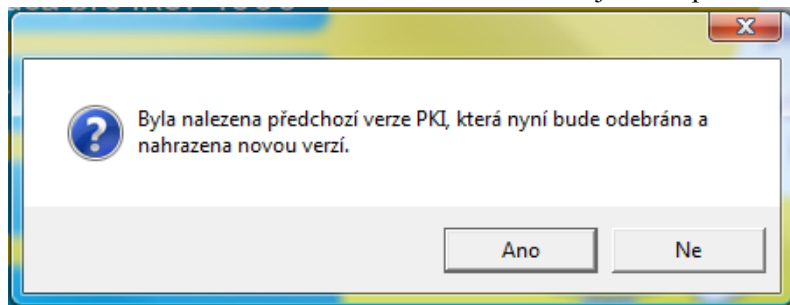 Byla nalezena předchozí verze PKI, která nyní bude odebrána a
nahrazena novou verzí.
Ano
Ne